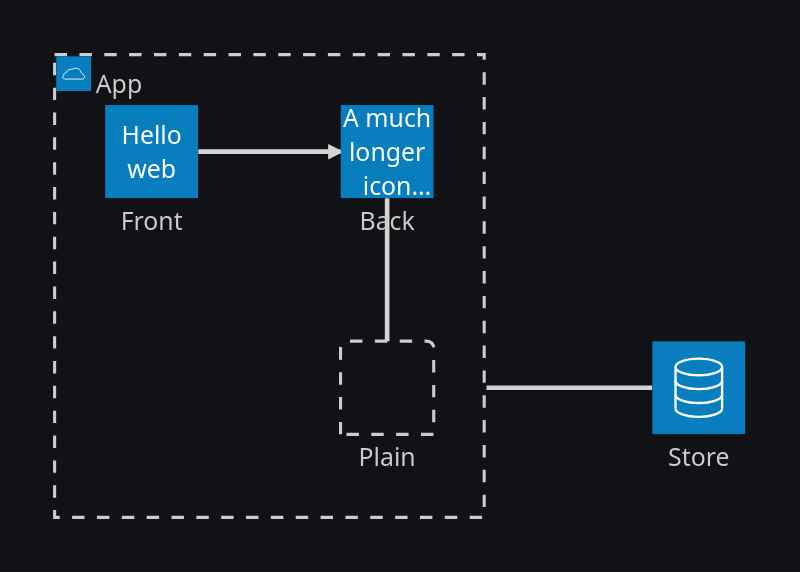 App
Hello
web
A much
longer
icon...
Front
Back
Plain
Store